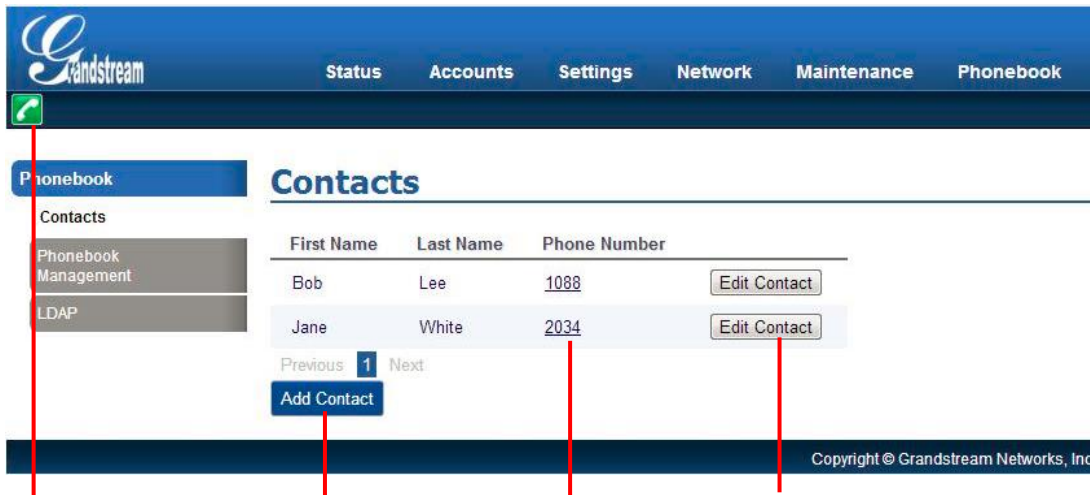 Grandstream
Status Accounts Settings Network Maintenance Phonebook
Phonebook
Contacts
Phonebook
Management
LDAP
Contacts
First Name Last Name Phone Number
Bob Lee 1088 Edit Contact
Jane White 2034 Edit Contact
Previous 1 Next
Add Contact
Copyright © Grandstream Networks, Inc